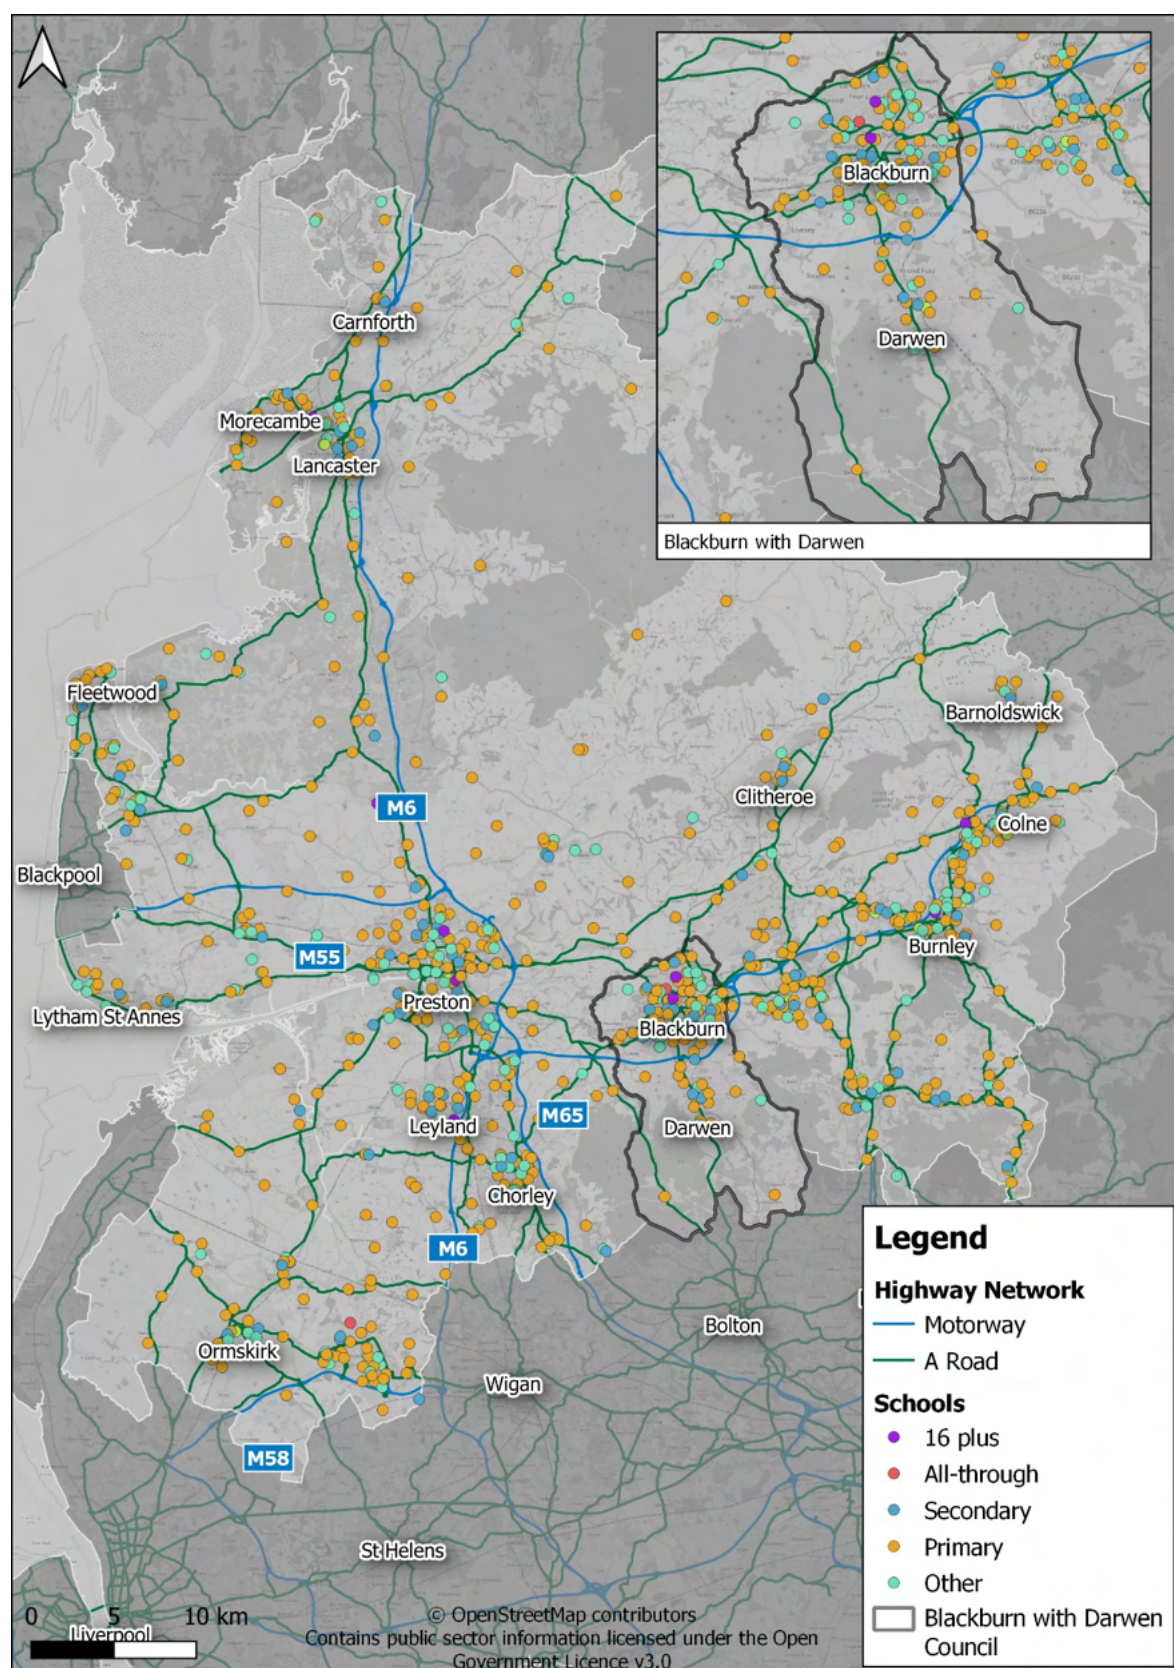 Blackburn
Darwen
Blackburn with Darwen
Carnforth
Morecambe
Lancaster
Fleetwood
Barnoldswick
Clitheroe
M6
Colne
Blackpool
Burnley
M55
Preston
Lytham St Annes
Blackburn
M65
Leyland
Darwen
Chorley
M6
Bolton
Ormskirk
Wigan
M58
St Helens
Liverpool
Legend
Highway Network
Motorway
A Road
Schools
16 plus
All-through
Secondary
Primary
Other
Blackburn with Darwen
Council
0 5 10 km
© OpenStreetMap contributors
Contains public sector information licensed under the Open
Government Licence v3.0